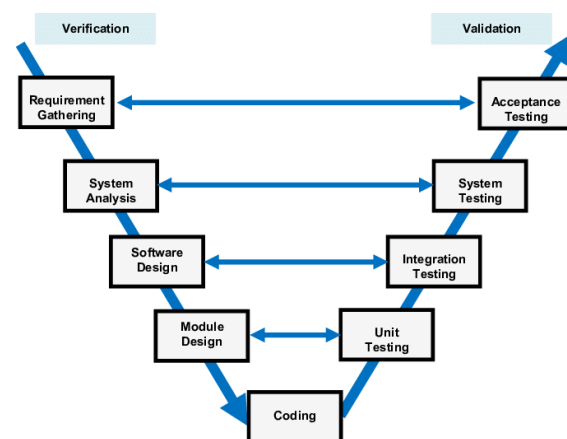 Verification
Validation
Requirement
Gathering
Acceptance
Testing
System
Analysis
System
Testing
Software
Design
Integration
Testing
Module
Design
Unit
Testing
Coding